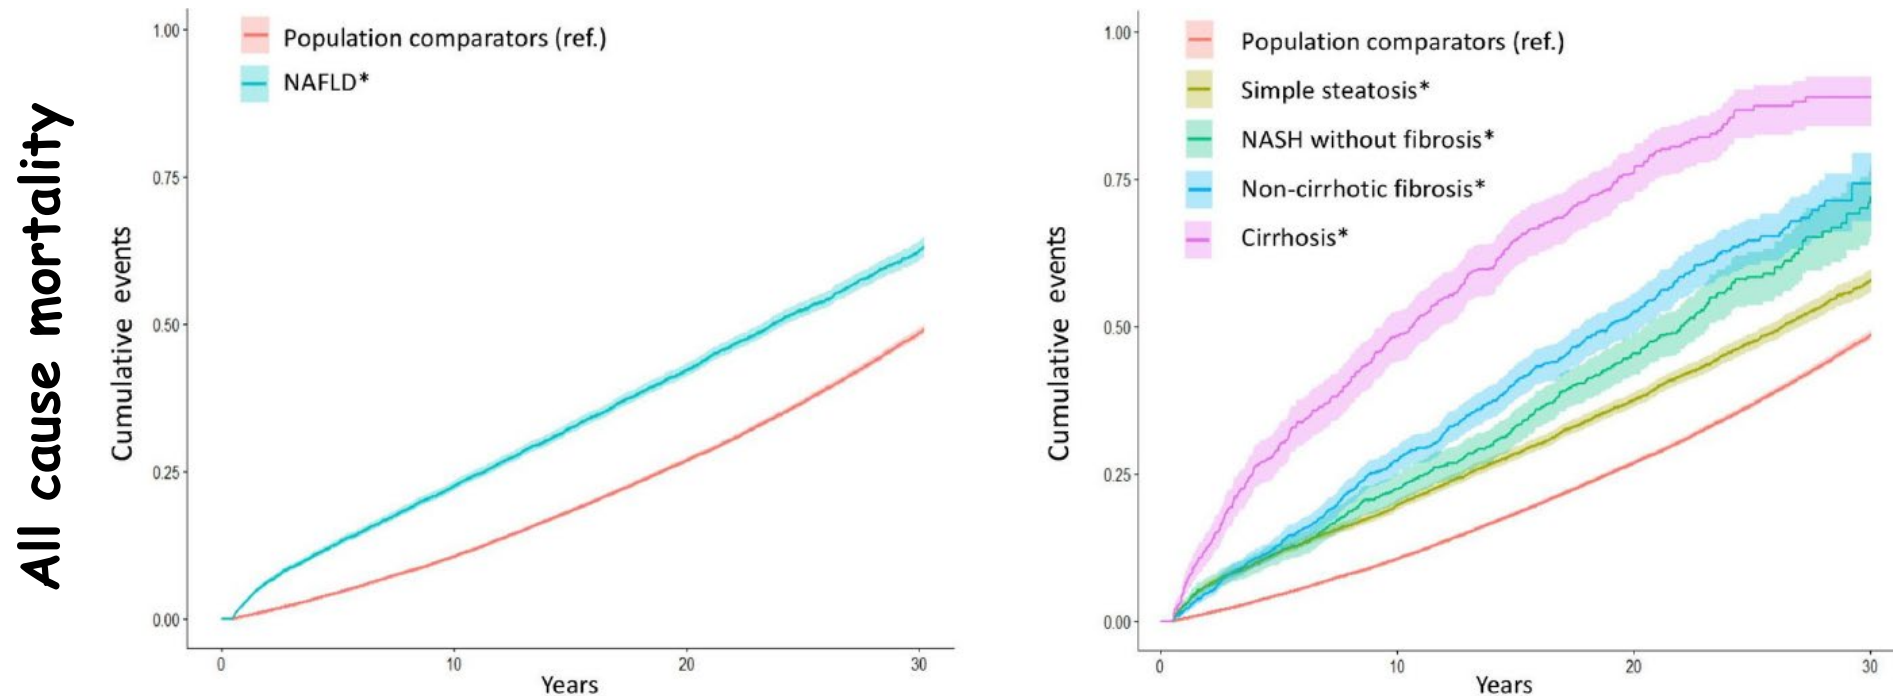 All cause mortality
Cumulative events
1.00
0.75
0.50
0.25
0.00
Population comparators (ref.)
NAFLD*
0 10 20 30
Years
Cumulative events
1.00
0.75
0.50
0.25
0.00
Population comparators (ref.)
Simple steatosis*
NASH without fibrosis*
Non-cirrhotic fibrosis*
Cirrhosis*
0 10 20 30
Years